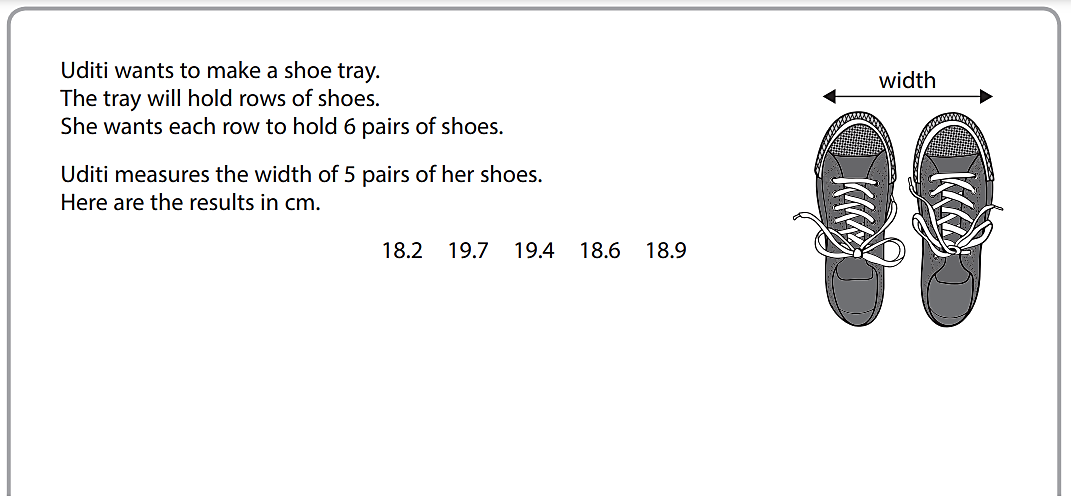 Uditi wants to make a shoe tray.
The tray will hold rows of shoes.
She wants each row to hold 6 pairs of shoes.
Uditi measures the width of 5 pairs of her shoes.
Here are the results in cm.
18.2 19.7 19.4 18.6 18.9
width